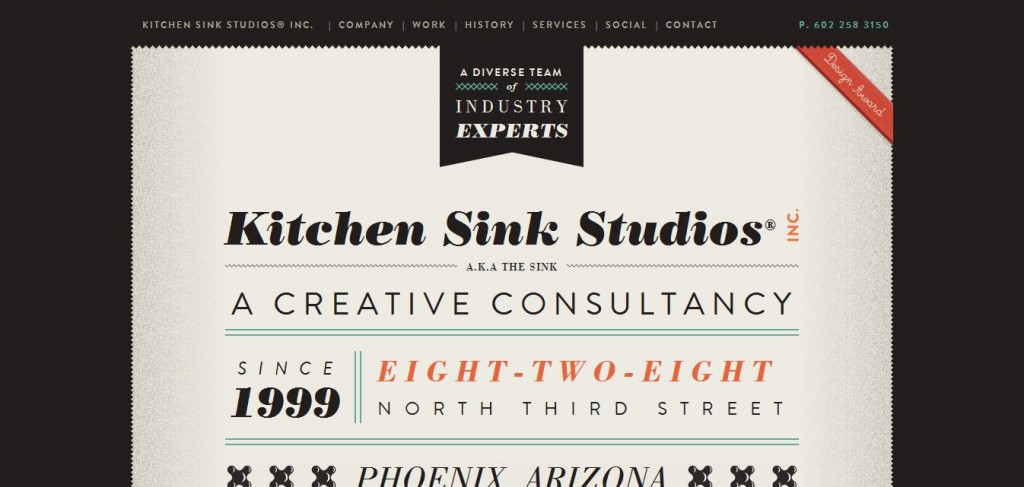 KITCHEN SINK STUDIOS® INC. | COMPANY | WORK | HISTORY | SERVICES | SOCIAL | CONTACT P. 602 258 3150
A DIVERSE TEAM
of
INDUSTRY
EXPERTS
Design Award
Kitchen Sink Studios® INC.
A.K.A THE SINK
A CREATIVE CONSULTANCY
SINCE
1999
EIGHT-TWO-EIGHT
NORTH THIRD STREET
PHOENIX ARIZONA